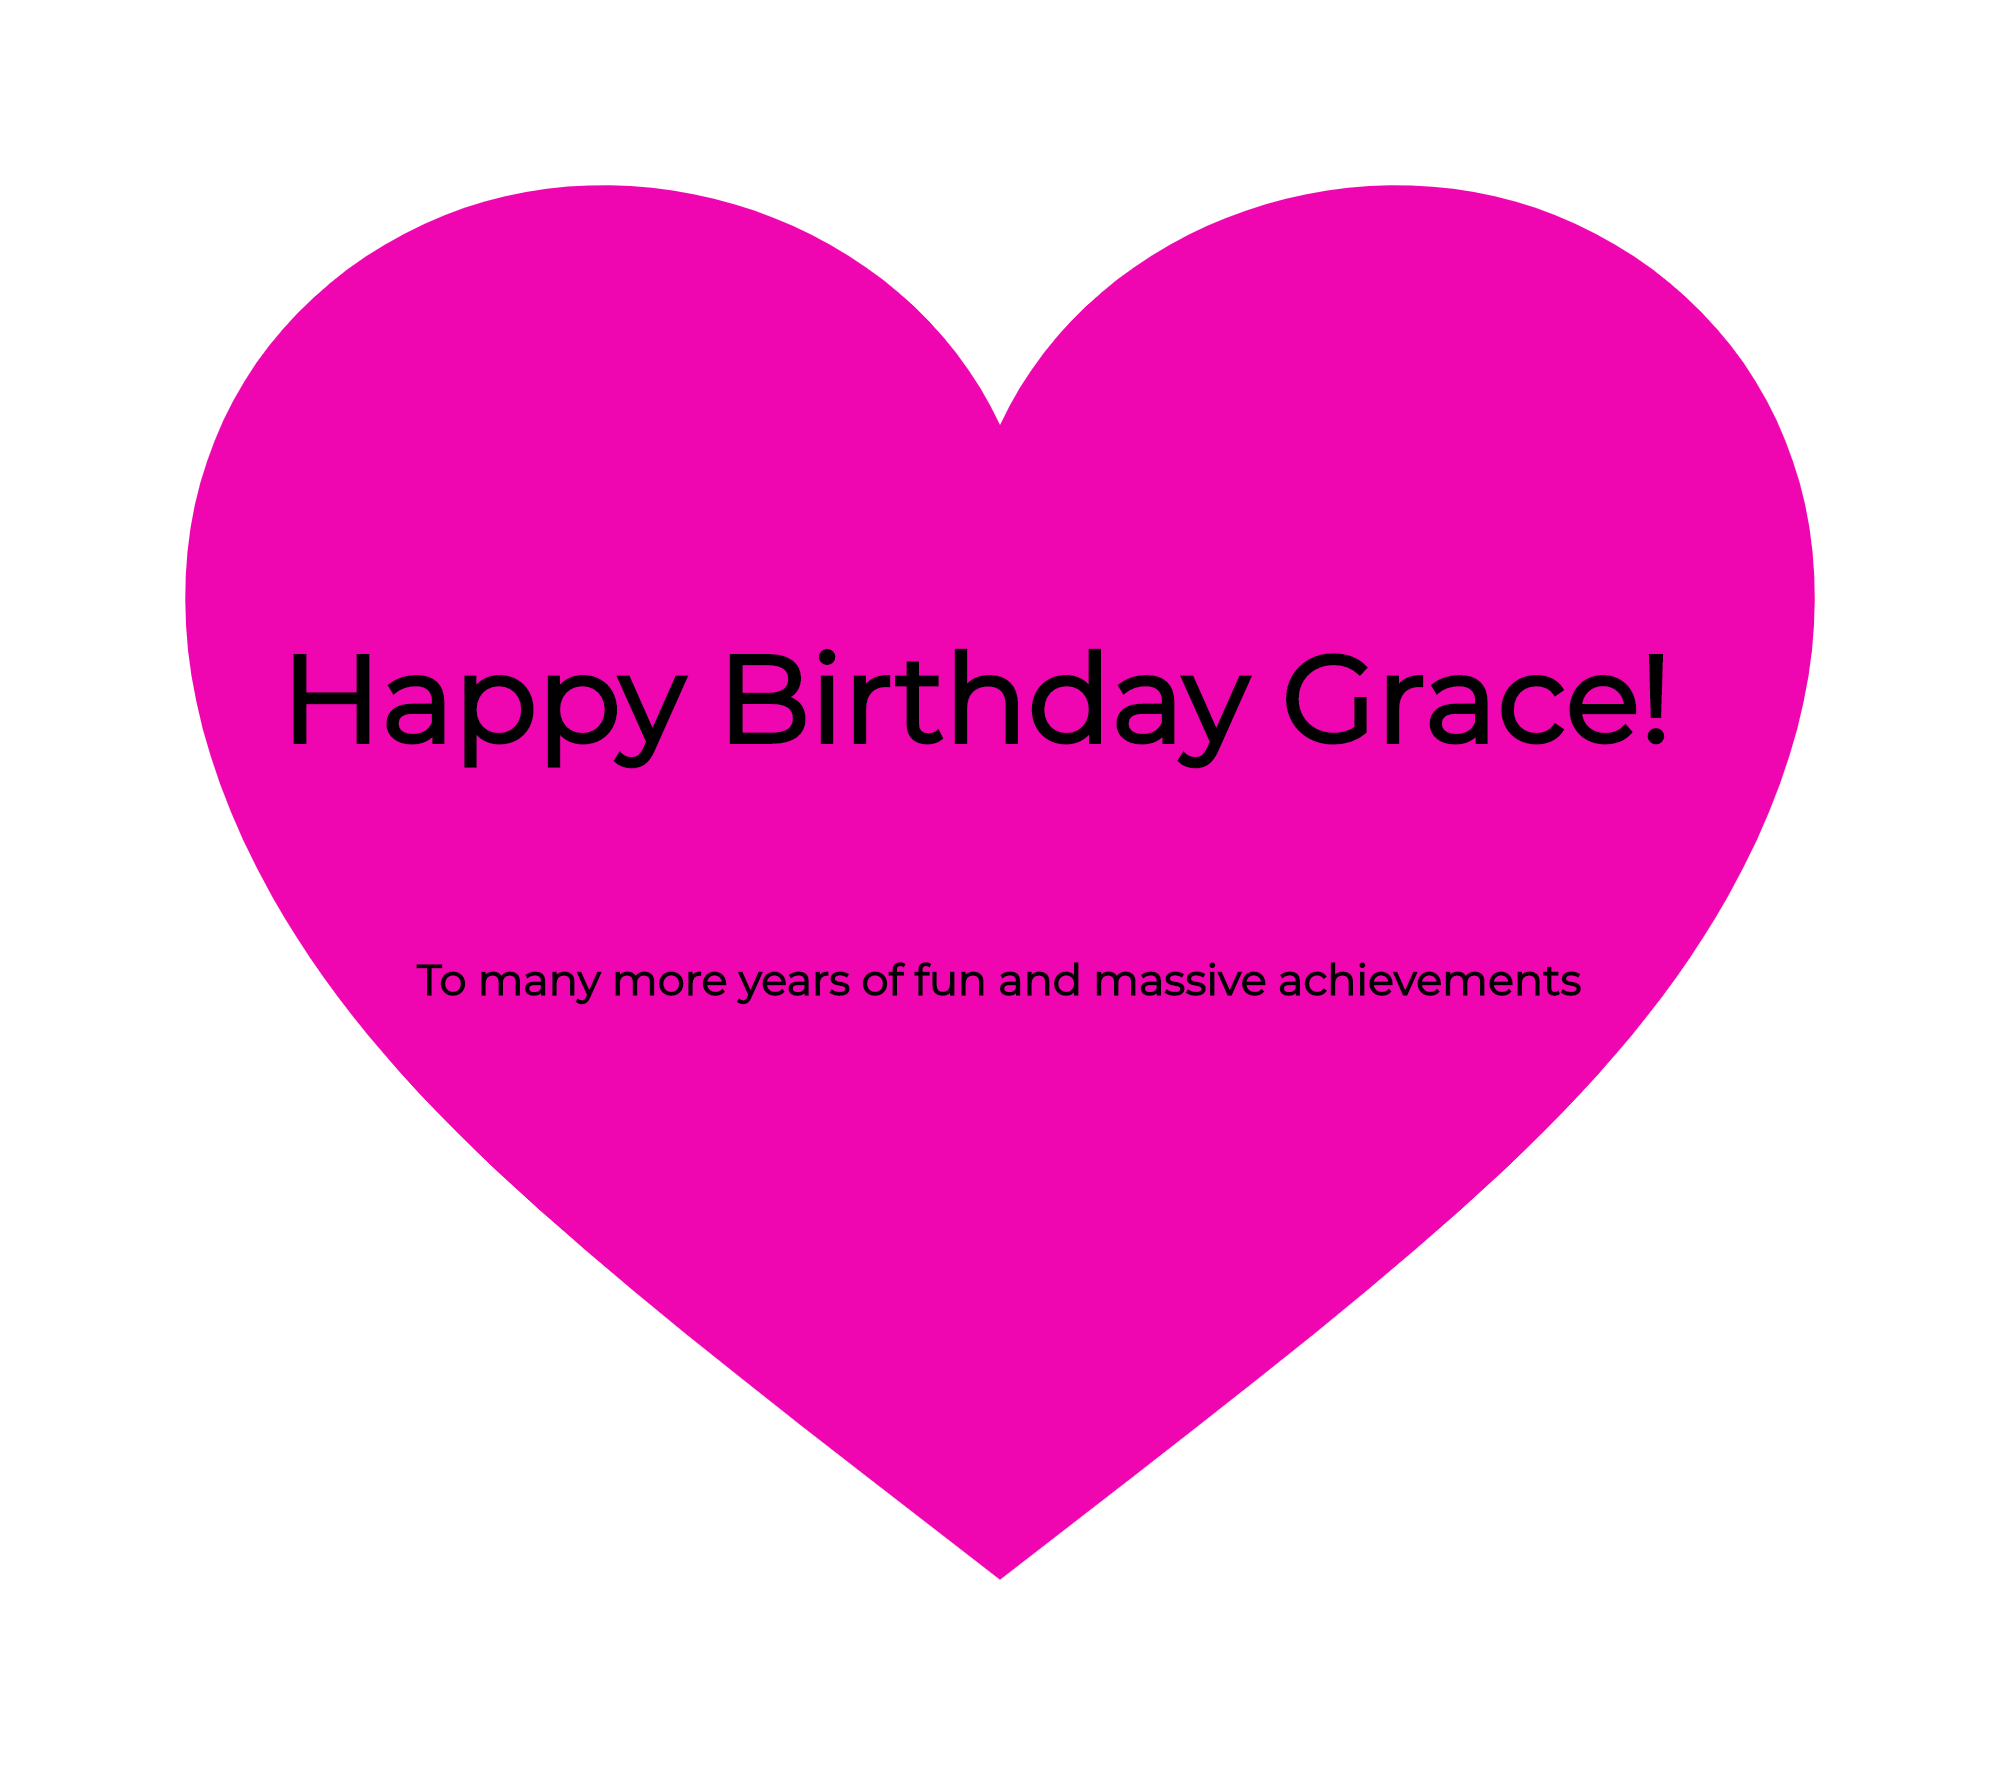 Happy Birthday Grace!
To many more years of fun and massive achievements